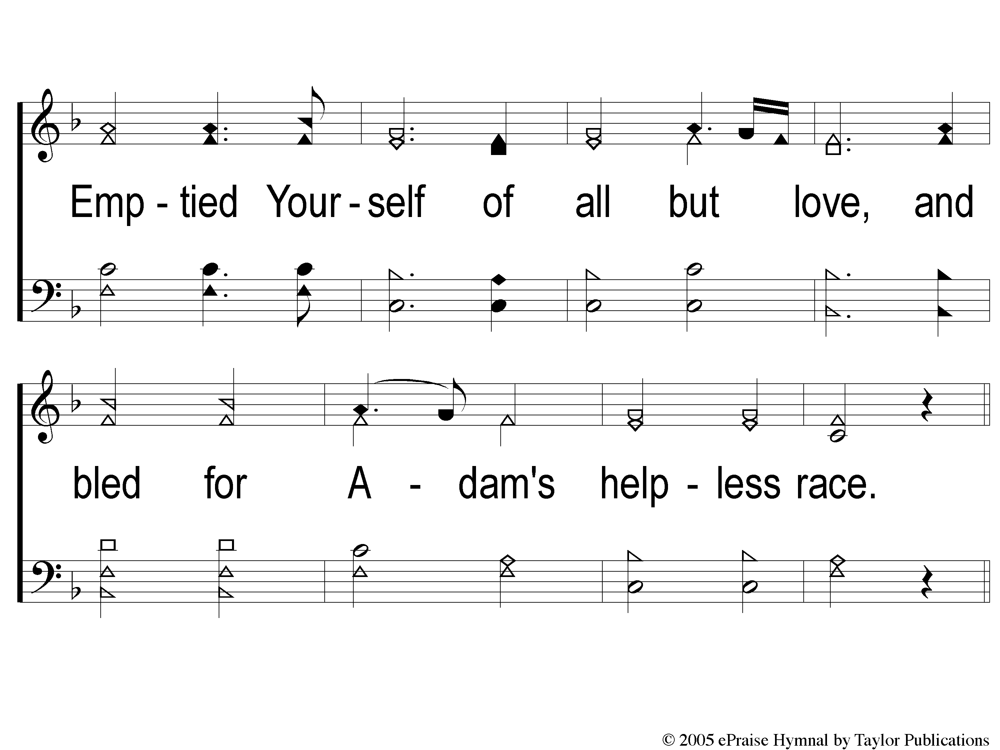 Emp - tied Your - self of all but love, and
bled for A - dam's help - less race.
© 2005 ePraise Hymnal by Taylor Publications